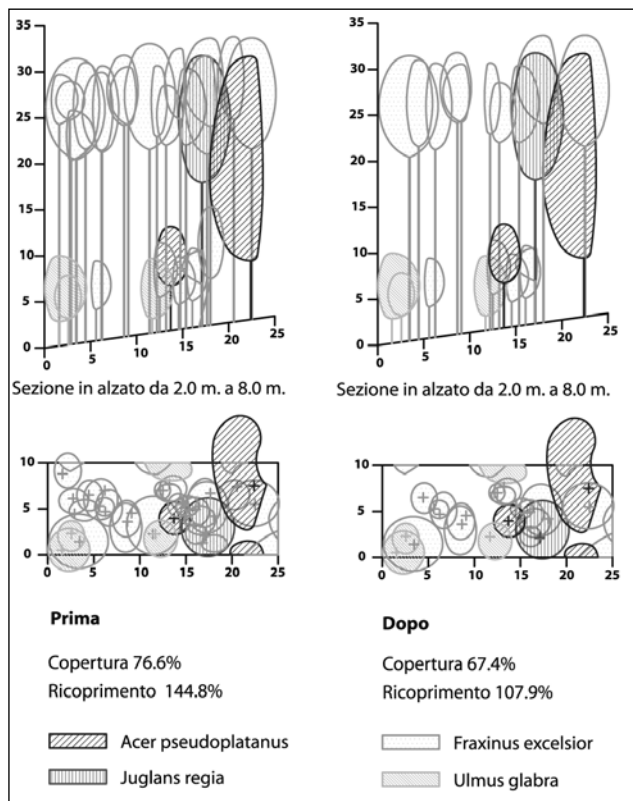 35
30
25
20
15
10
5
0
0 5 10 15 20 25
Sezione in alzato da 2.0 m. a 8.0 m.
35
30
25
20
15
10
5
0
0 5 10 15 20 25
Sezione in alzato da 2.0 m. a 8.0 m.
10
5
0
0 5 10 15 20 25
10
5
0
0 5 10 15 20 25
Prima
Copertura 76.6%
Ricoprimento 144.8%
Dopo
Copertura 67.4%
Ricoprimento 107.9%
Acer pseudoplatanus
Juglans regia
Fraxinus excelsior
Ulmus glabra